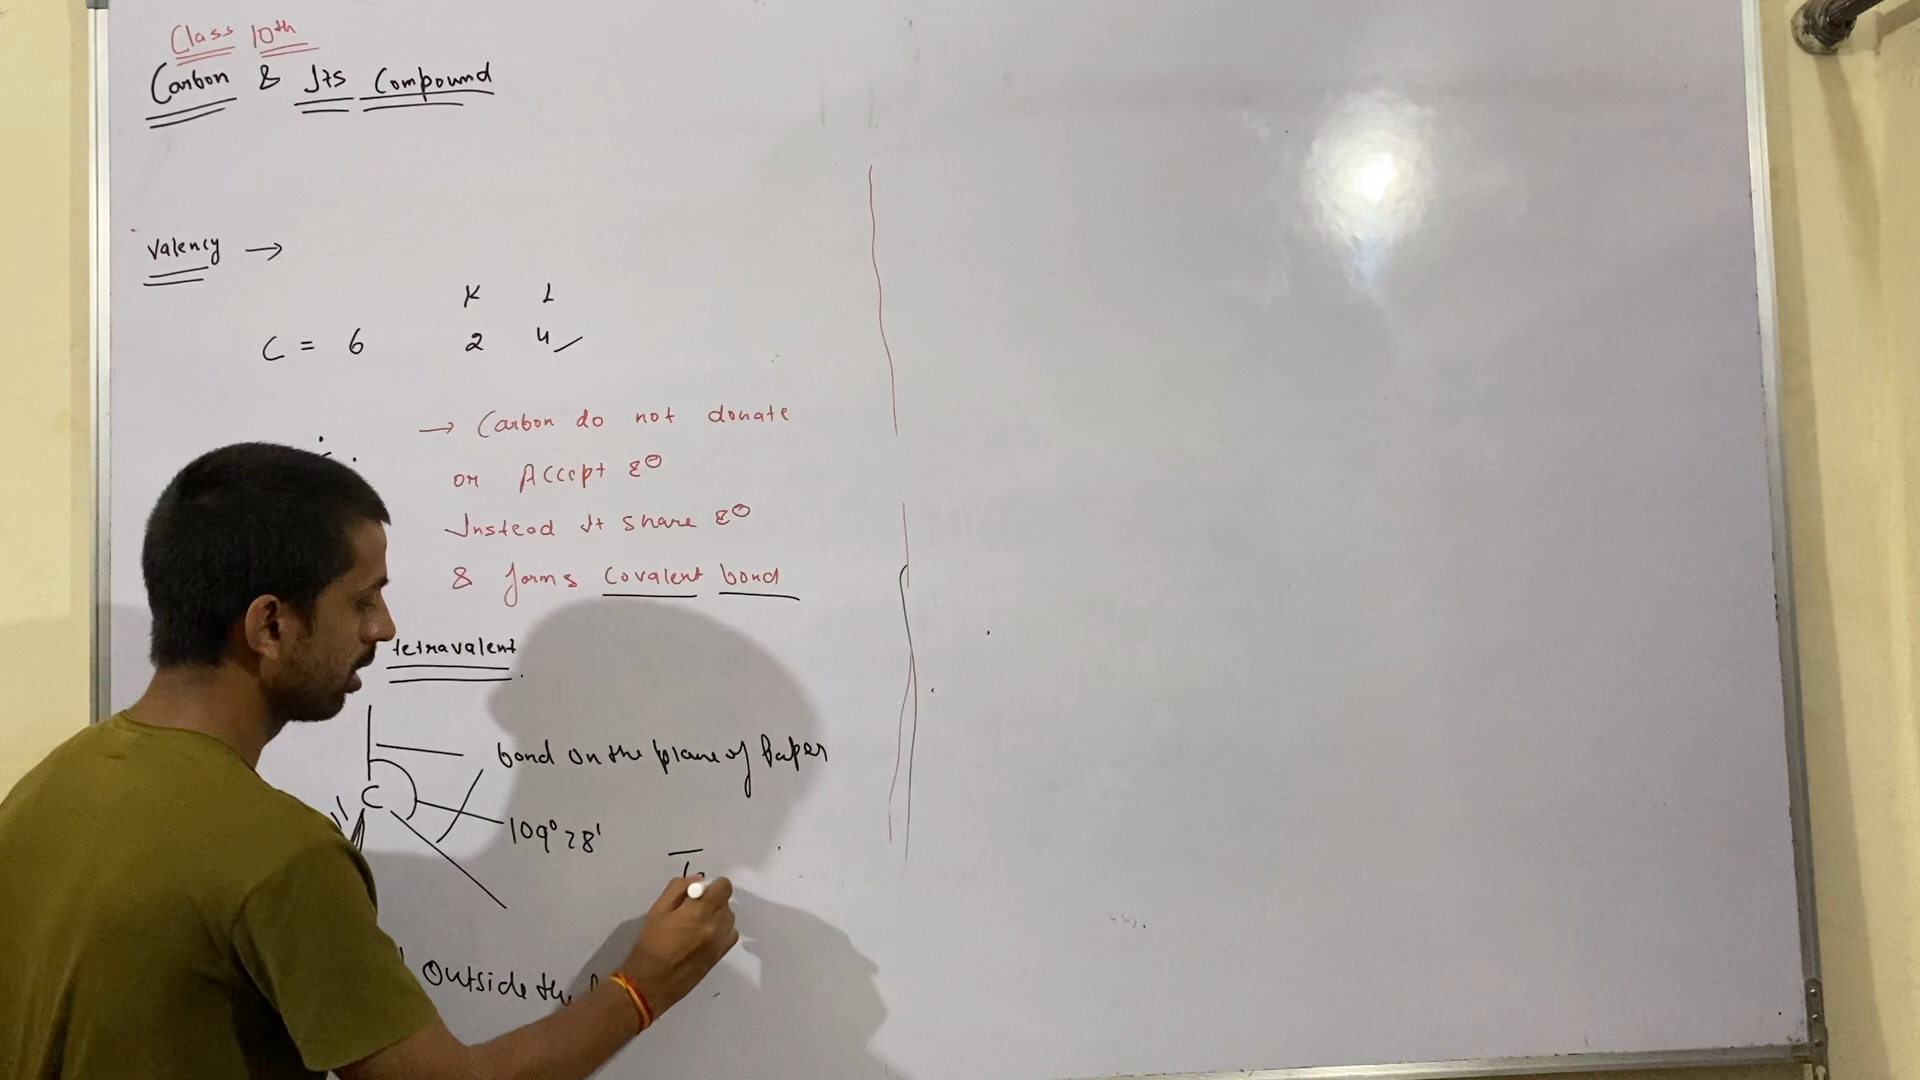 Class 10th
Carbon & Its Compound
Valency →
K L
C = 6 2 4
→ Carbon do not donate
or Accept e⊖
Instead It share e⊖
& forms Covalent bond
tetravalent
bond on the plane of Paper
C
109° 28'
outside the